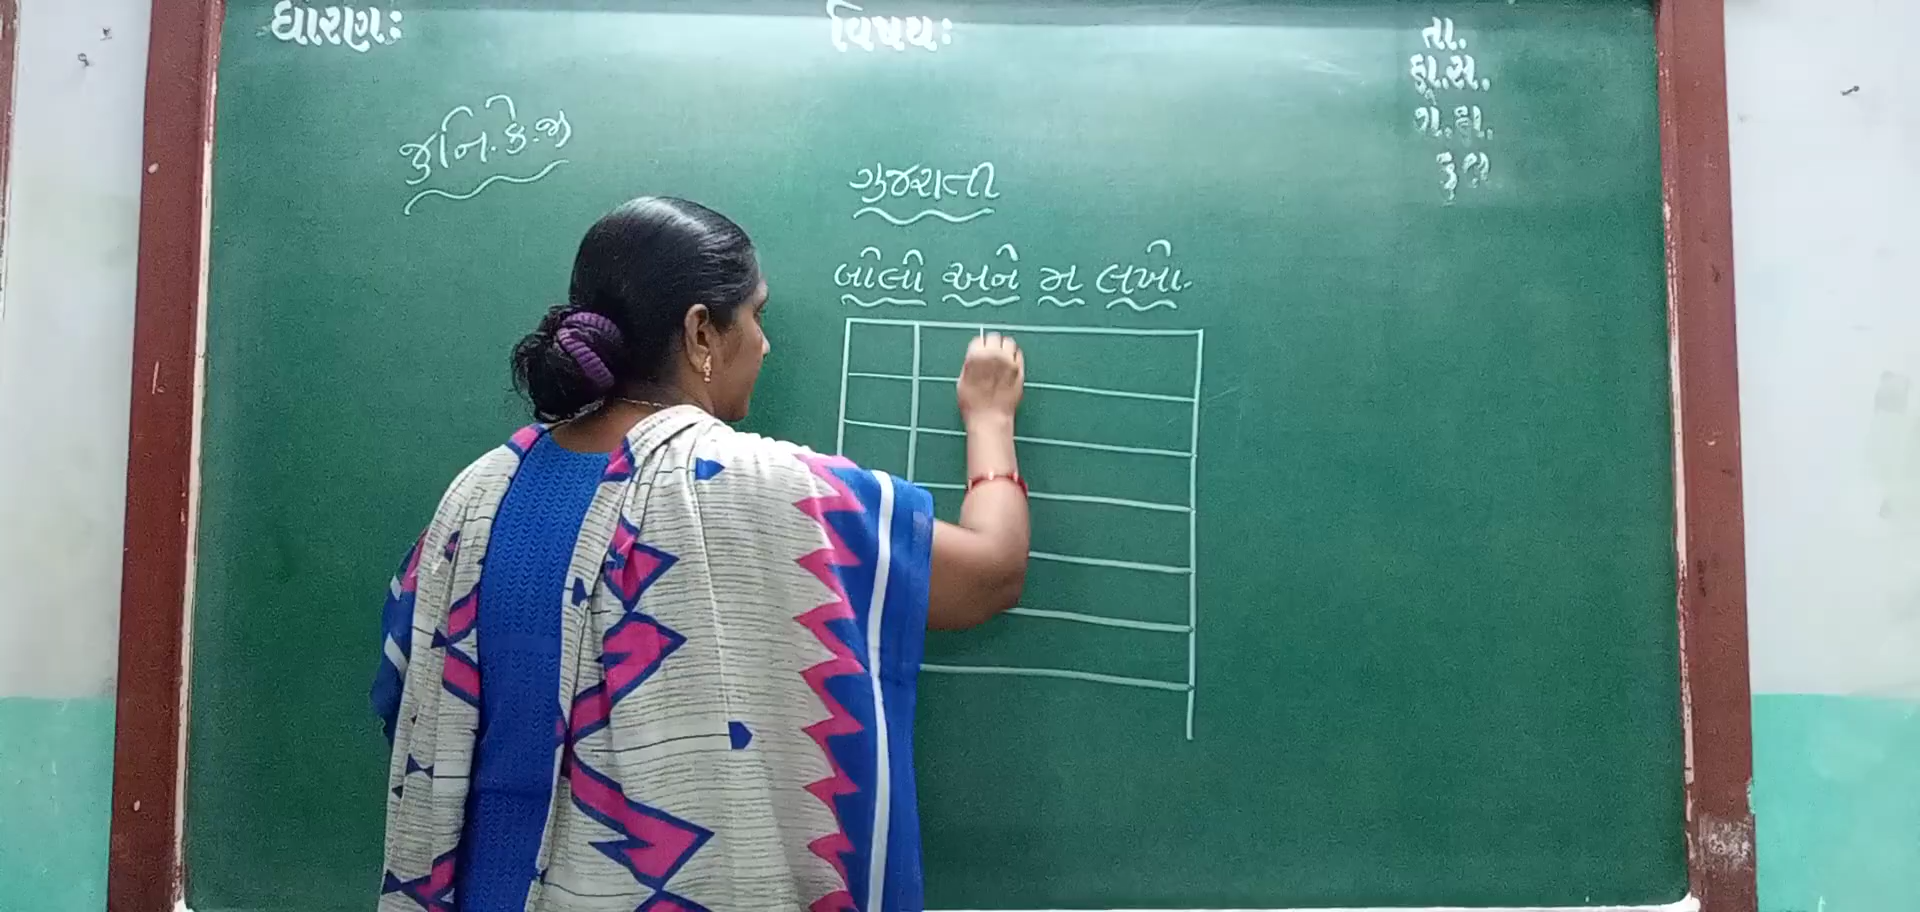 ધોરણઃ
વિષયઃ
તા.
જુનિ.કે.જી
ગુજરાતી
બોલો અને મ લખો.